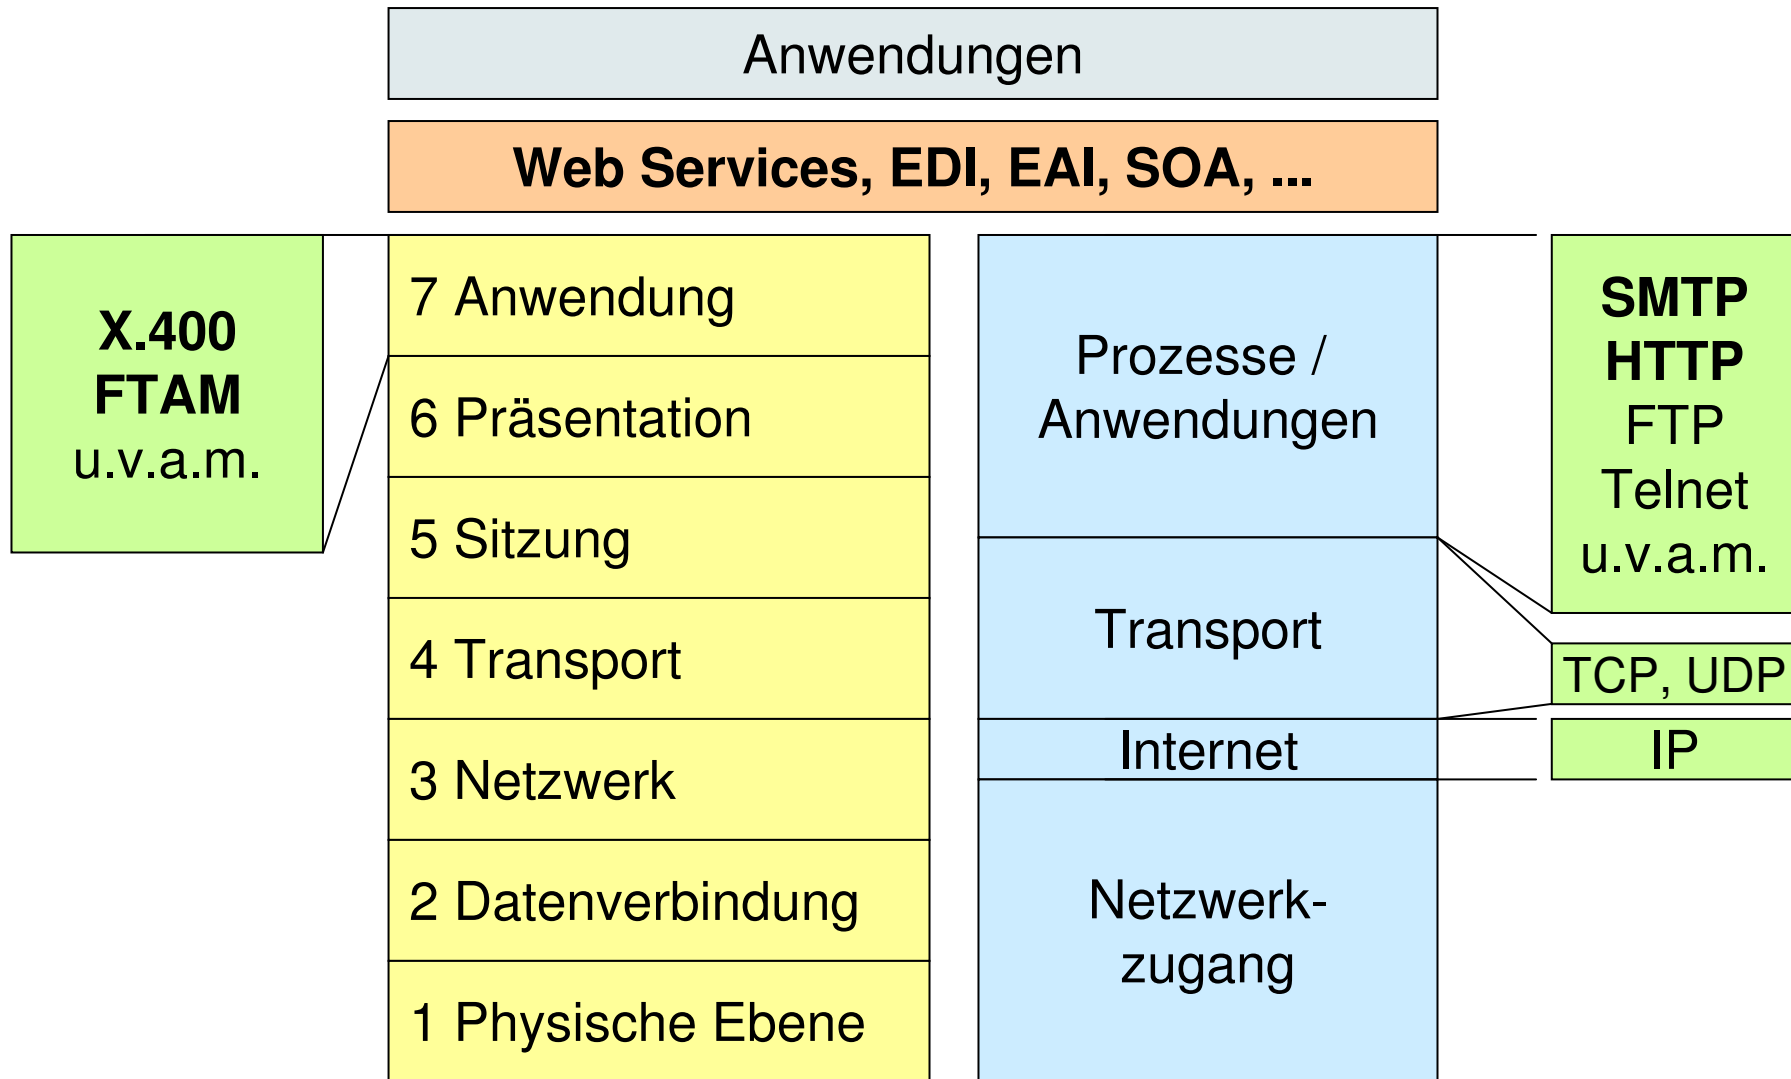 Anwendungen
Web Services, EDI, EAI, SOA, ...
X.400
FTAM
u.v.a.m.
7 Anwendung
6 Präsentation
5 Sitzung
4 Transport
3 Netzwerk
2 Datenverbindung
1 Physische Ebene
Prozesse /
Anwendungen
Transport
Internet
Netzwerk-
zugang
SMTP
HTTP
FTP
Telnet
u.v.a.m.
TCP, UDP
IP